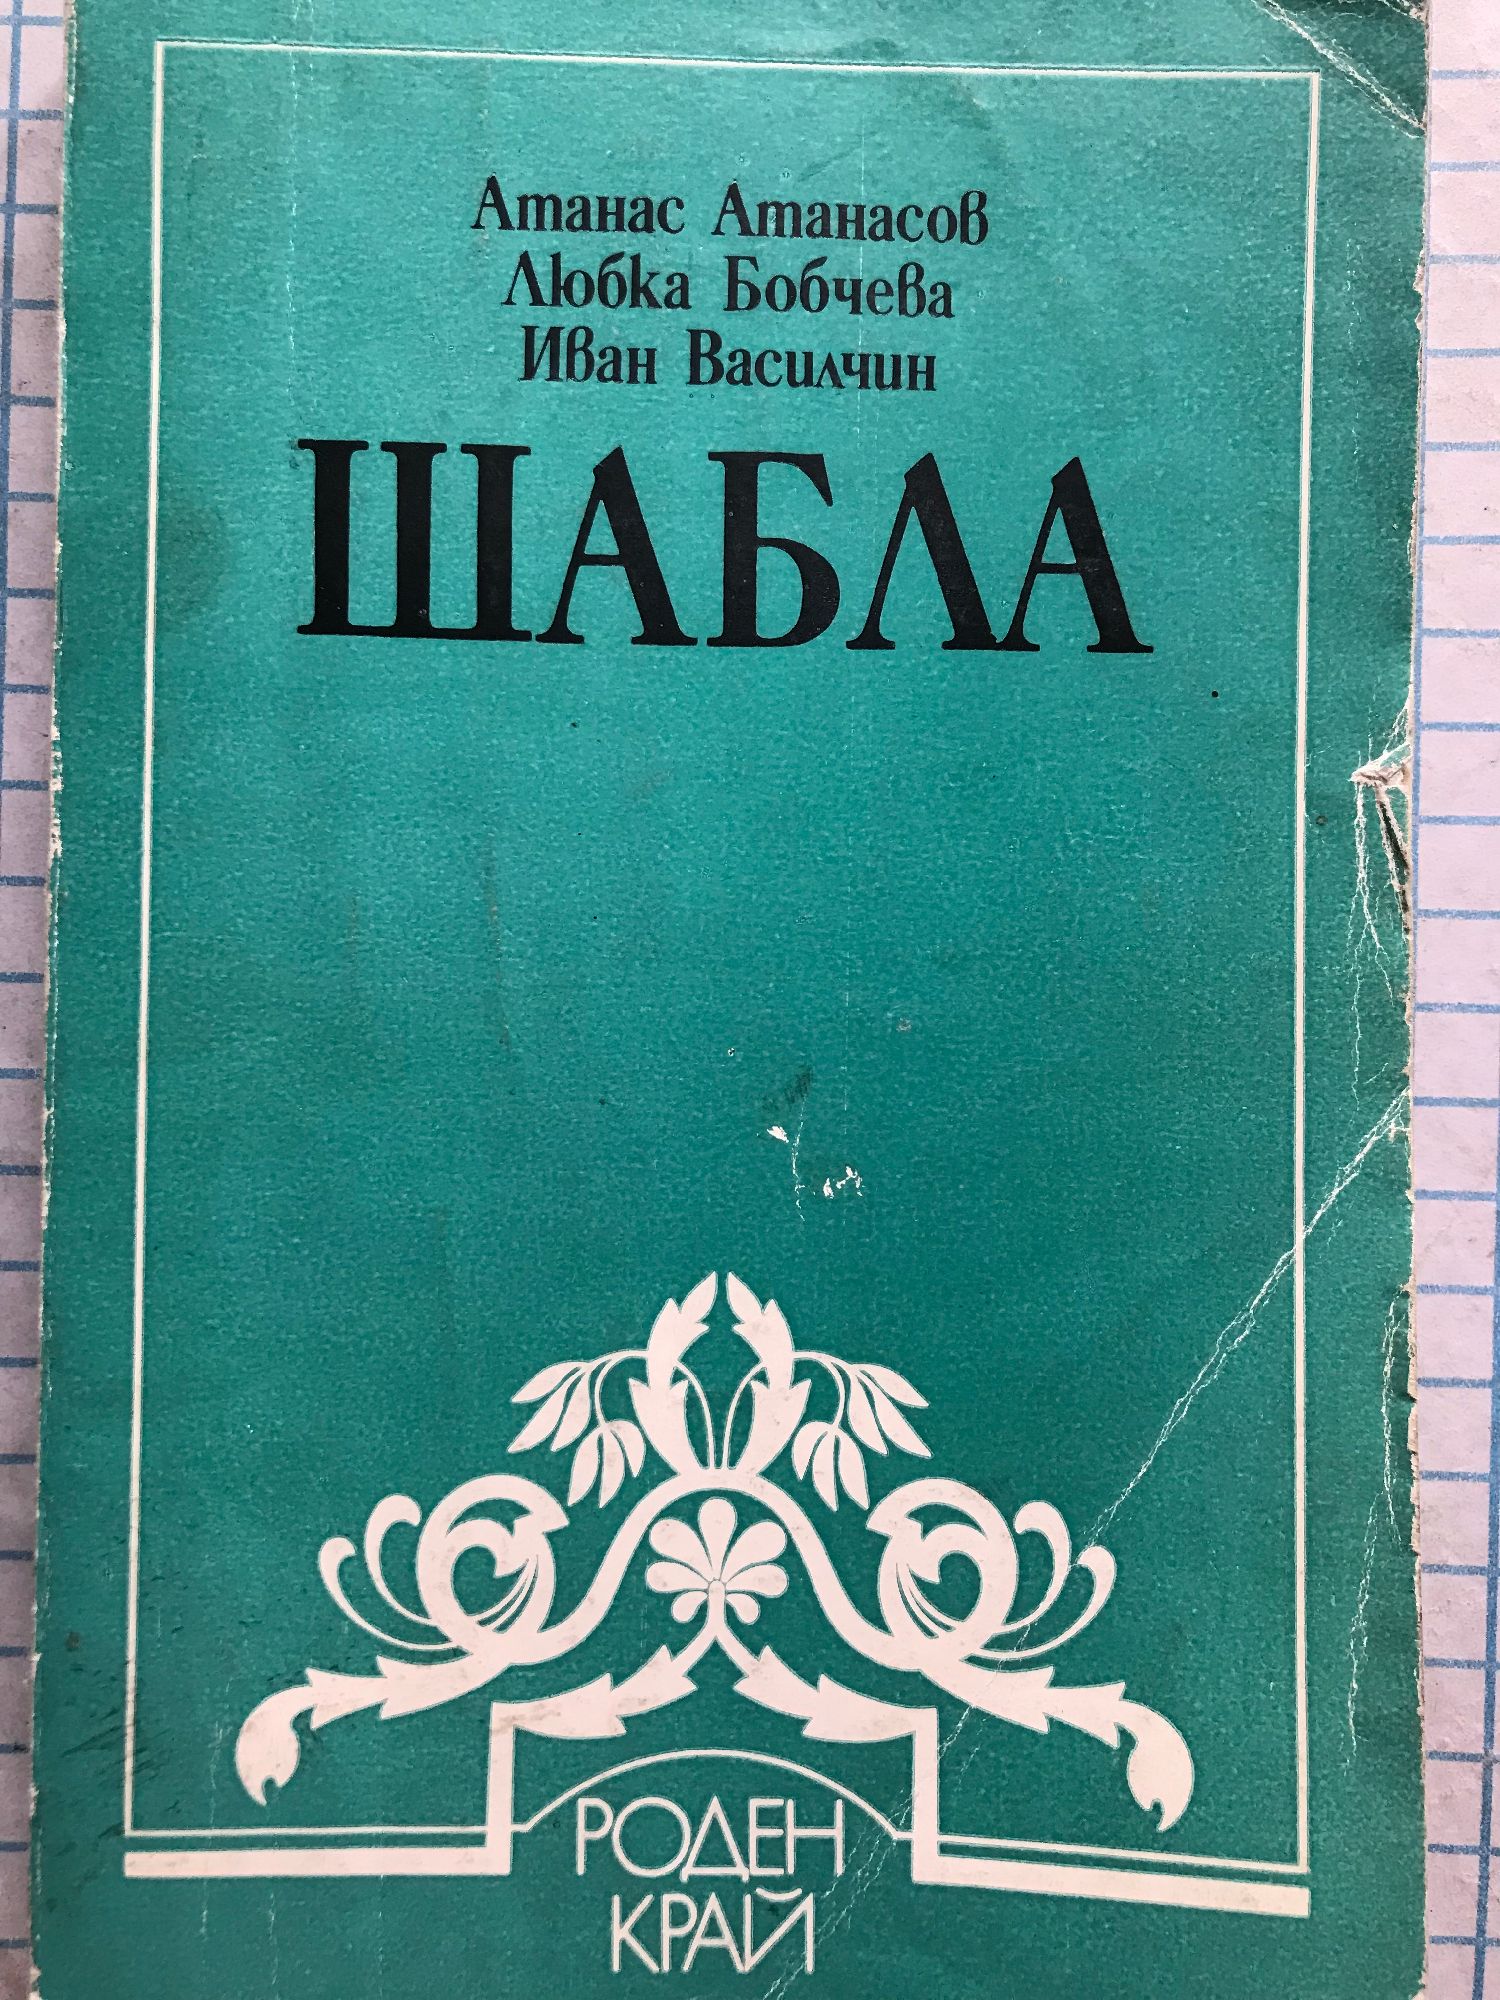 Атанас Атанасов
Любка Бобчева
Иван Василчин
ШАБЛА
РОДЕН
КРАЙ